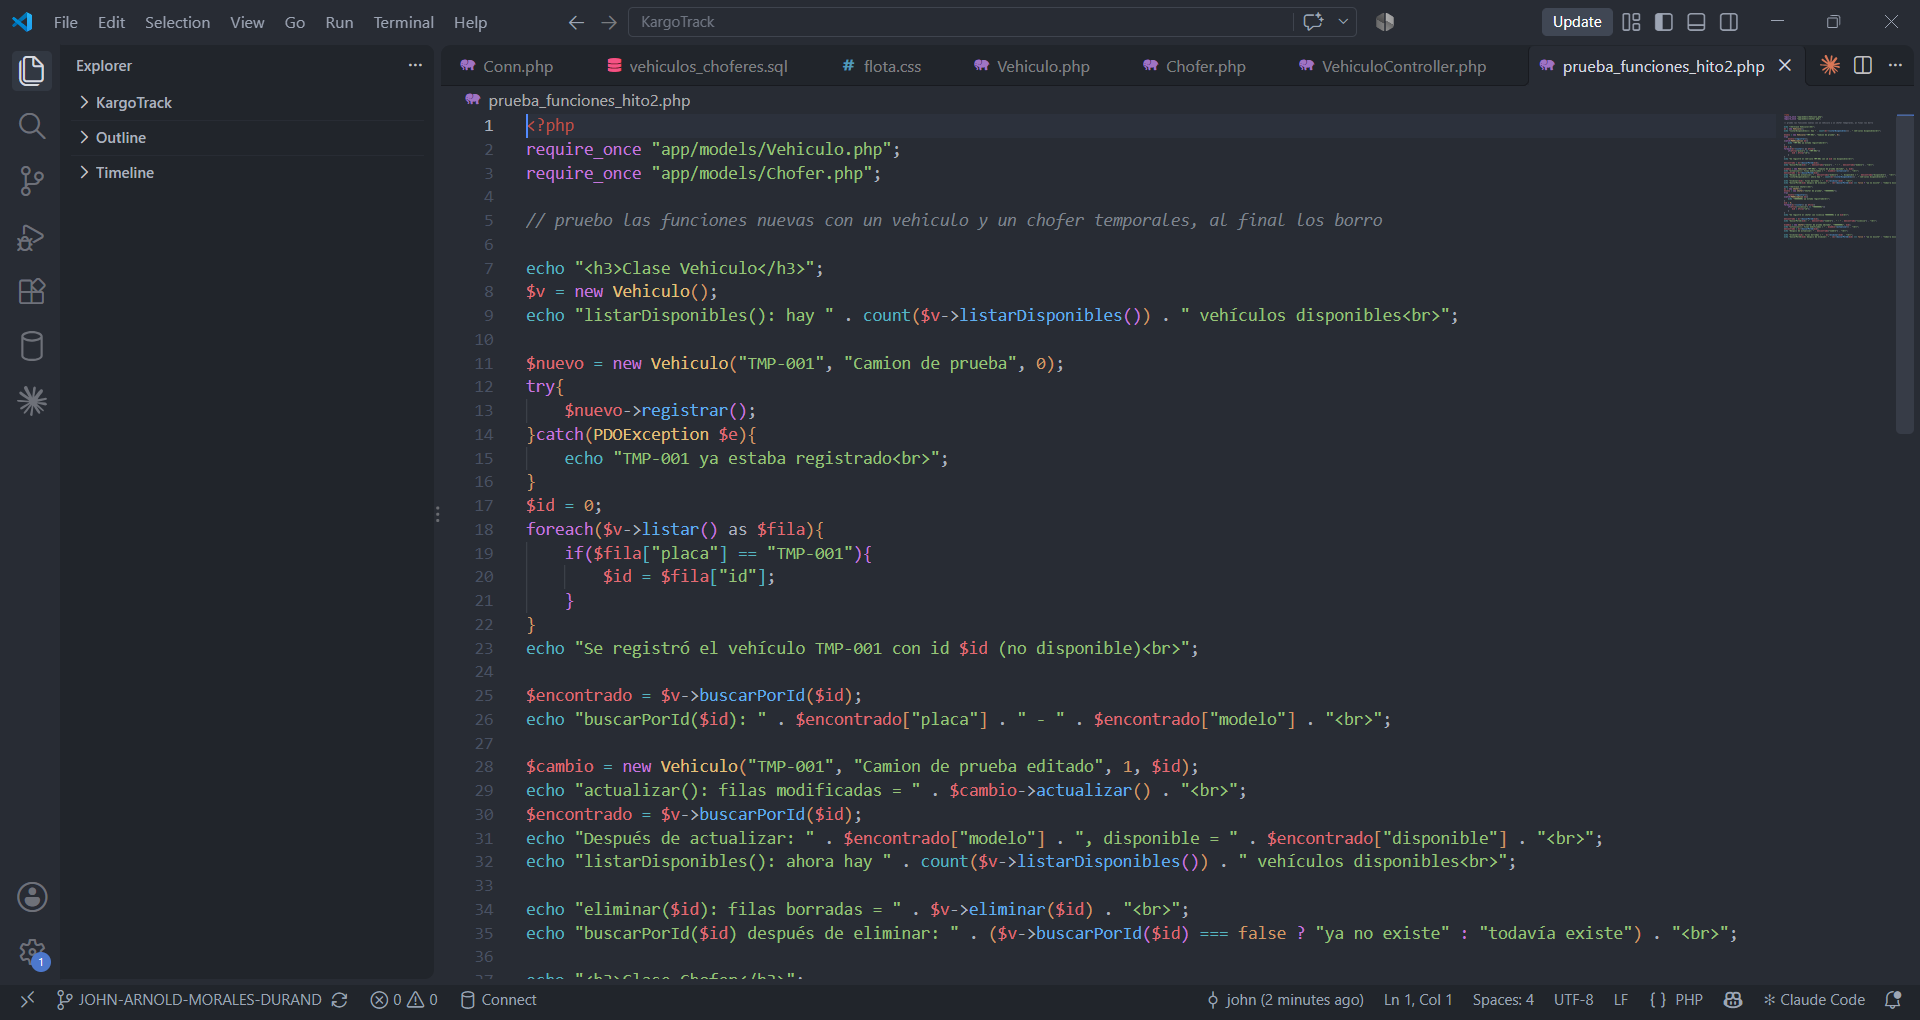 File Edit Selection View Go Run Terminal Help
KargoTrack
Update
Explorer
KargoTrack
Outline
Timeline
Conn.php
vehiculos_choferes.sql
# flota.css
Vehiculo.php
Chofer.php
VehiculoController.php
prueba_funciones_hito2.php
prueba_funciones_hito2.php
1 <?php
2 require_once "app/models/Vehiculo.php";
3 require_once "app/models/Chofer.php";
4
5 // pruebo las funciones nuevas con un vehiculo y un chofer temporales, al final los borro
6
7 echo "<h3>Clase Vehiculo</h3>";
8 $v = new Vehiculo();
9 echo "listarDisponibles(): hay " . count($v->listarDisponibles()) . " vehículos disponibles<br>";
10
11 $nuevo = new Vehiculo("TMP-001", "Camion de prueba", 0);
12 try{
13     $nuevo->registrar();
14 }catch(PDOException $e){
15     echo "TMP-001 ya estaba registrado<br>";
16 }
17 $id = 0;
18 foreach($v->listar() as $fila){
19     if($fila["placa"] == "TMP-001"){
20         $id = $fila["id"];
21     }
22 }
23 echo "Se registró el vehículo TMP-001 con id $id (no disponible)<br>";
24
25 $encontrado = $v->buscarPorId($id);
26 echo "buscarPorId($id): " . $encontrado["placa"] . " - " . $encontrado["modelo"] . "<br>";
27
28 $cambio = new Vehiculo("TMP-001", "Camion de prueba editado", 1, $id);
29 echo "actualizar(): filas modificadas = " . $cambio->actualizar() . "<br>";
30 $encontrado = $v->buscarPorId($id);
31 echo "Después de actualizar: " . $encontrado["modelo"] . ", disponible = " . $encontrado["disponible"] . "<br>";
32 echo "listarDisponibles(): ahora hay " . count($v->listarDisponibles()) . " vehículos disponibles<br>";
33
34 echo "eliminar($id): filas borradas = " . $v->eliminar($id) . "<br>";
35 echo "buscarPorId($id) después de eliminar: " . ($v->buscarPorId($id) === false ? "ya no existe" : "todavía existe") . "<br>";
36
37 echo "<h3>Clase Chofer</h3>";
1
JOHN-ARNOLD-MORALES-DURAND
0
0
Connect
john (2 minutes ago)
Ln 1, Col 1
Spaces: 4
UTF-8
LF
{ } PHP
Claude Code